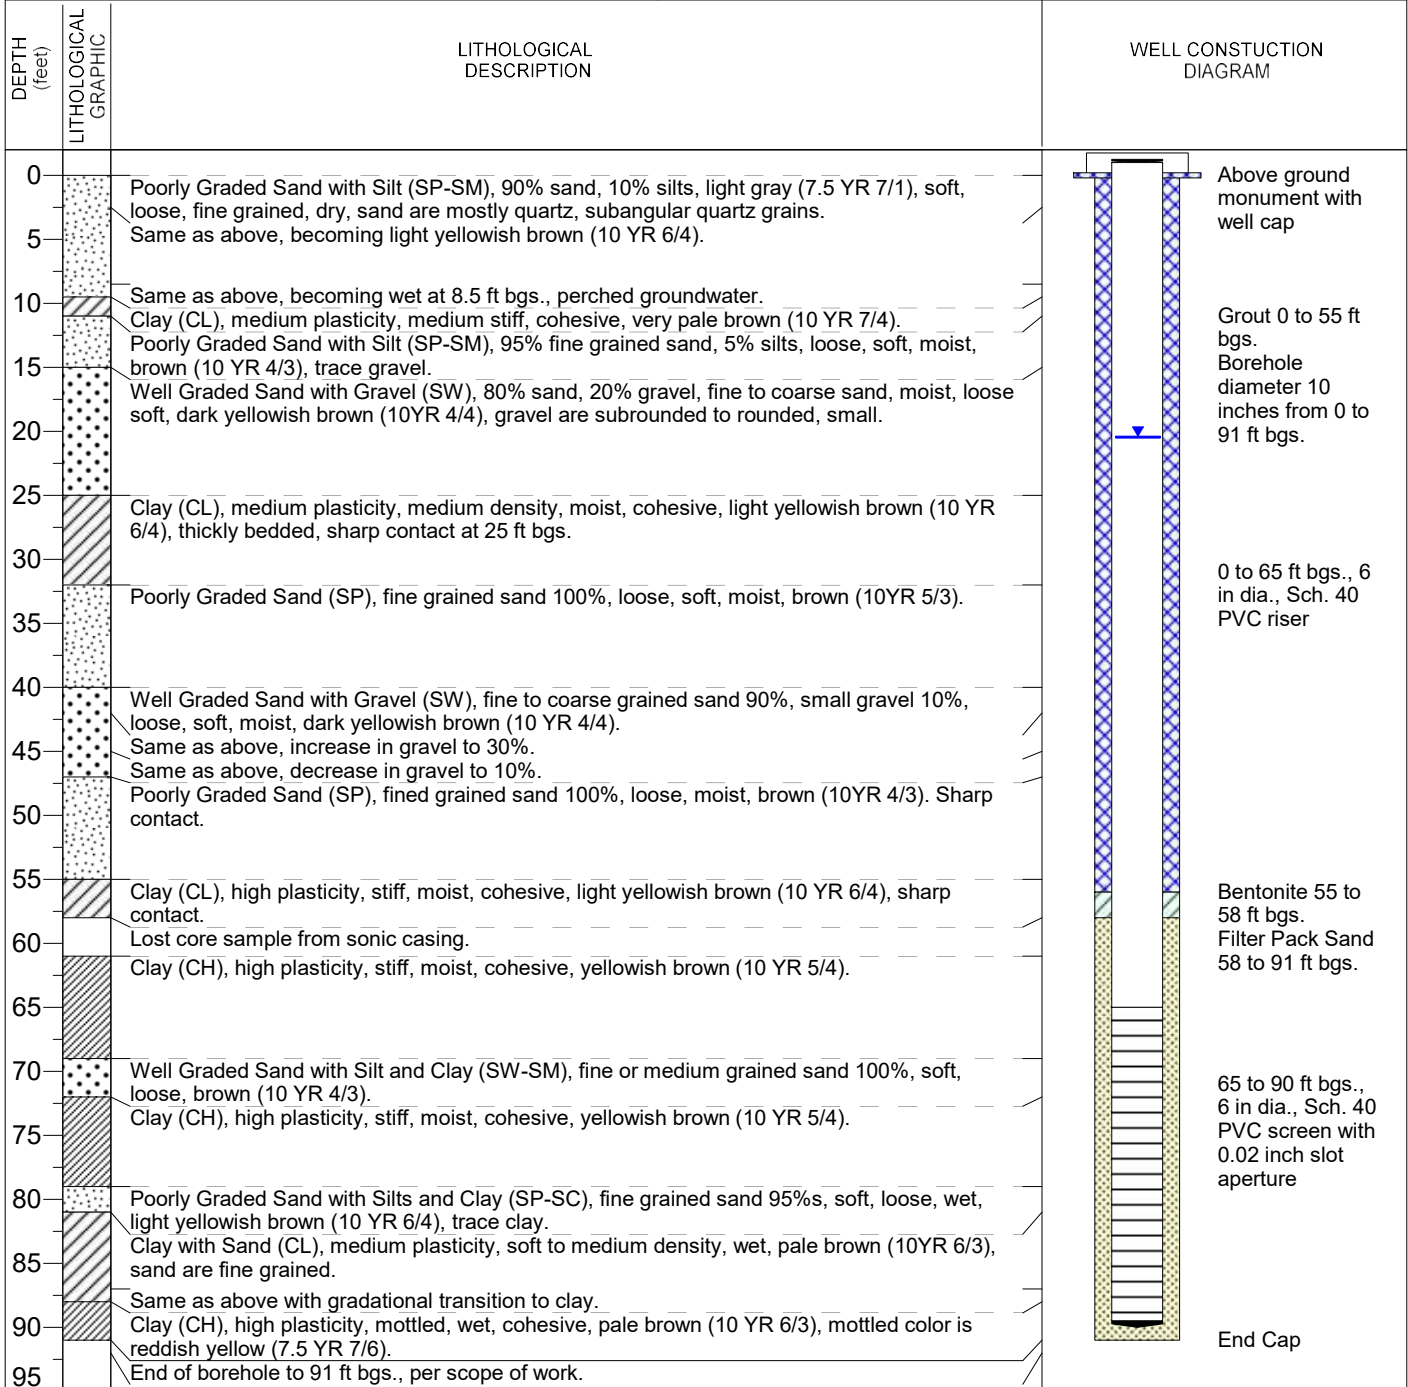 DEPTH
(feet)
LITHOLOGICAL
GRAPHIC
LITHOLOGICAL
DESCRIPTION
WELL CONSTUCTION
DIAGRAM
0
5
10
15
20
25
30
35
40
45
50
55
60
65
70
75
80
85
90
95
Poorly Graded Sand with Silt (SP-SM), 90% sand, 10% silts, light gray (7.5 YR 7/1), soft,
loose, fine grained, dry, sand are mostly quartz, subangular quartz grains.
Same as above, becoming light yellowish brown (10 YR 6/4).
Same as above, becoming wet at 8.5 ft bgs., perched groundwater.
Clay (CL), medium plasticity, medium stiff, cohesive, very pale brown (10 YR 7/4).
Poorly Graded Sand with Silt (SP-SM), 95% fine grained sand, 5% silts, loose, soft, moist,
brown (10 YR 4/3), trace gravel.
Well Graded Sand with Gravel (SW), 80% sand, 20% gravel, fine to coarse sand, moist, loose
soft, dark yellowish brown (10YR 4/4), gravel are subrounded to rounded, small.
Clay (CL), medium plasticity, medium density, moist, cohesive, light yellowish brown (10 YR
6/4), thickly bedded, sharp contact at 25 ft bgs.
Poorly Graded Sand (SP), fine grained sand 100%, loose, soft, moist, brown (10YR 5/3).
Well Graded Sand with Gravel (SW), fine to coarse grained sand 90%, small gravel 10%,
loose, soft, moist, dark yellowish brown (10 YR 4/4).
Same as above, increase in gravel to 30%.
Same as above, decrease in gravel to 10%.
Poorly Graded Sand (SP), fined grained sand 100%, loose, moist, brown (10YR 4/3). Sharp
contact.
Clay (CL), high plasticity, stiff, moist, cohesive, light yellowish brown (10 YR 6/4), sharp
contact.
Lost core sample from sonic casing.
Clay (CH), high plasticity, stiff, moist, cohesive, yellowish brown (10 YR 5/4).
Well Graded Sand with Silt and Clay (SW-SM), fine or medium grained sand 100%, soft,
loose, brown (10 YR 4/3).
Clay (CH), high plasticity, stiff, moist, cohesive, yellowish brown (10 YR 5/4).
Poorly Graded Sand with Silts and Clay (SP-SC), fine grained sand 95%s, soft, loose, wet,
light yellowish brown (10 YR 6/4), trace clay.
Clay with Sand (CL), medium plasticity, soft to medium density, wet, pale brown (10YR 6/3),
sand are fine grained.
Same as above with gradational transition to clay.
Clay (CH), high plasticity, mottled, wet, cohesive, pale brown (10 YR 6/3), mottled color is
reddish yellow (7.5 YR 7/6).
End of borehole to 91 ft bgs., per scope of work.
Above ground
monument with
well cap
Grout 0 to 55 ft
bgs.
Borehole
diameter 10
inches from 0 to
91 ft bgs.
0 to 65 ft bgs., 6
in dia., Sch. 40
PVC riser
Bentonite 55 to
58 ft bgs.
Filter Pack Sand
58 to 91 ft bgs.
65 to 90 ft bgs.,
6 in dia., Sch. 40
PVC screen with
0.02 inch slot
aperture
End Cap